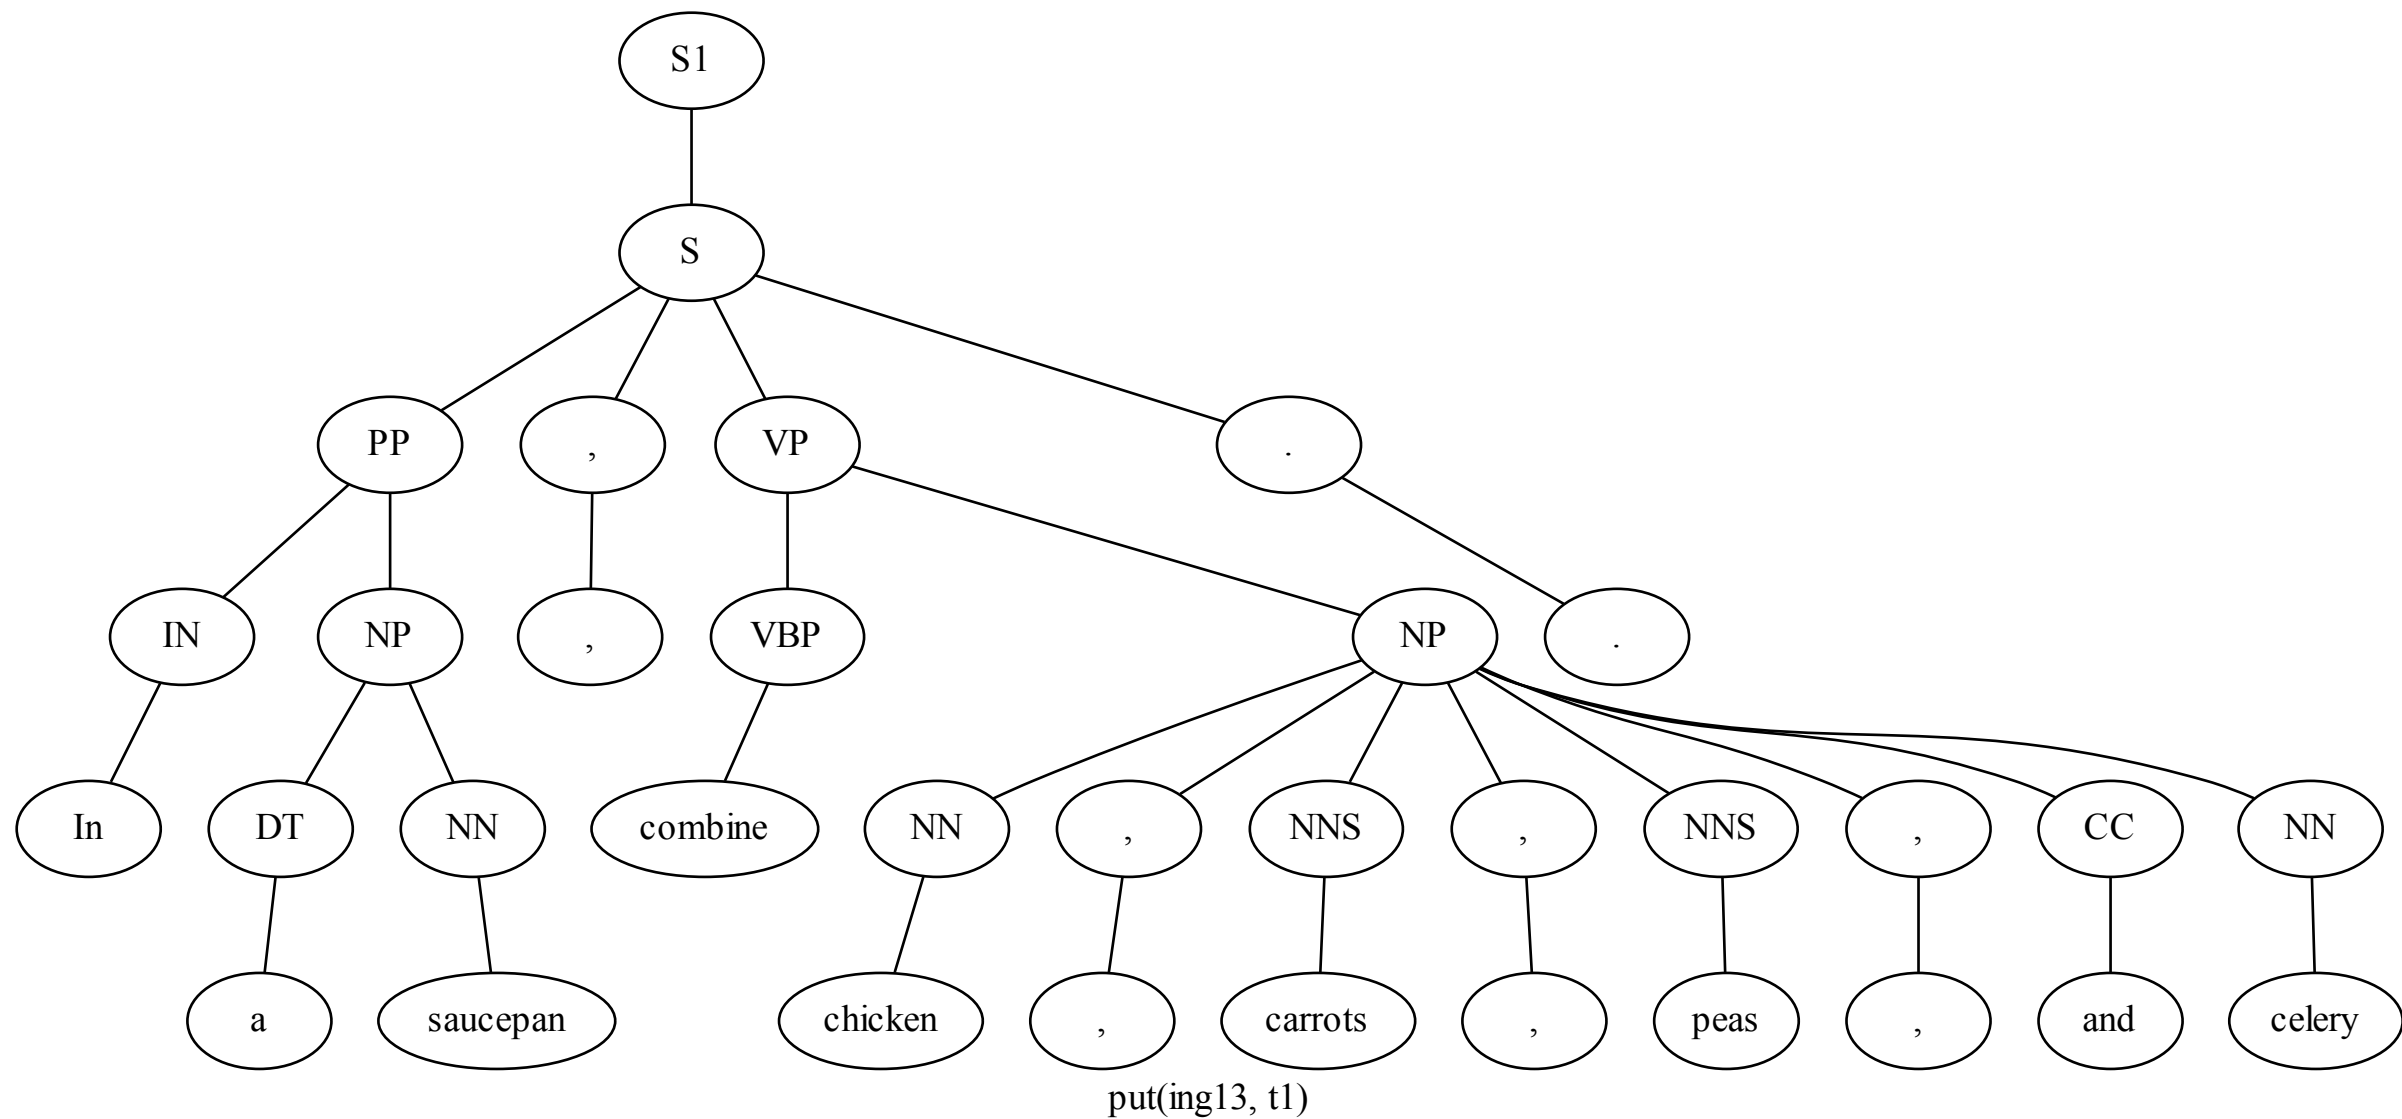 S1
S
PP , VP .
IN NP , VBP NP .
In DT NN combine NN , NNS , NNS , CC NN
a saucepan chicken , carrots , peas , and celery
put(ing13, t1)